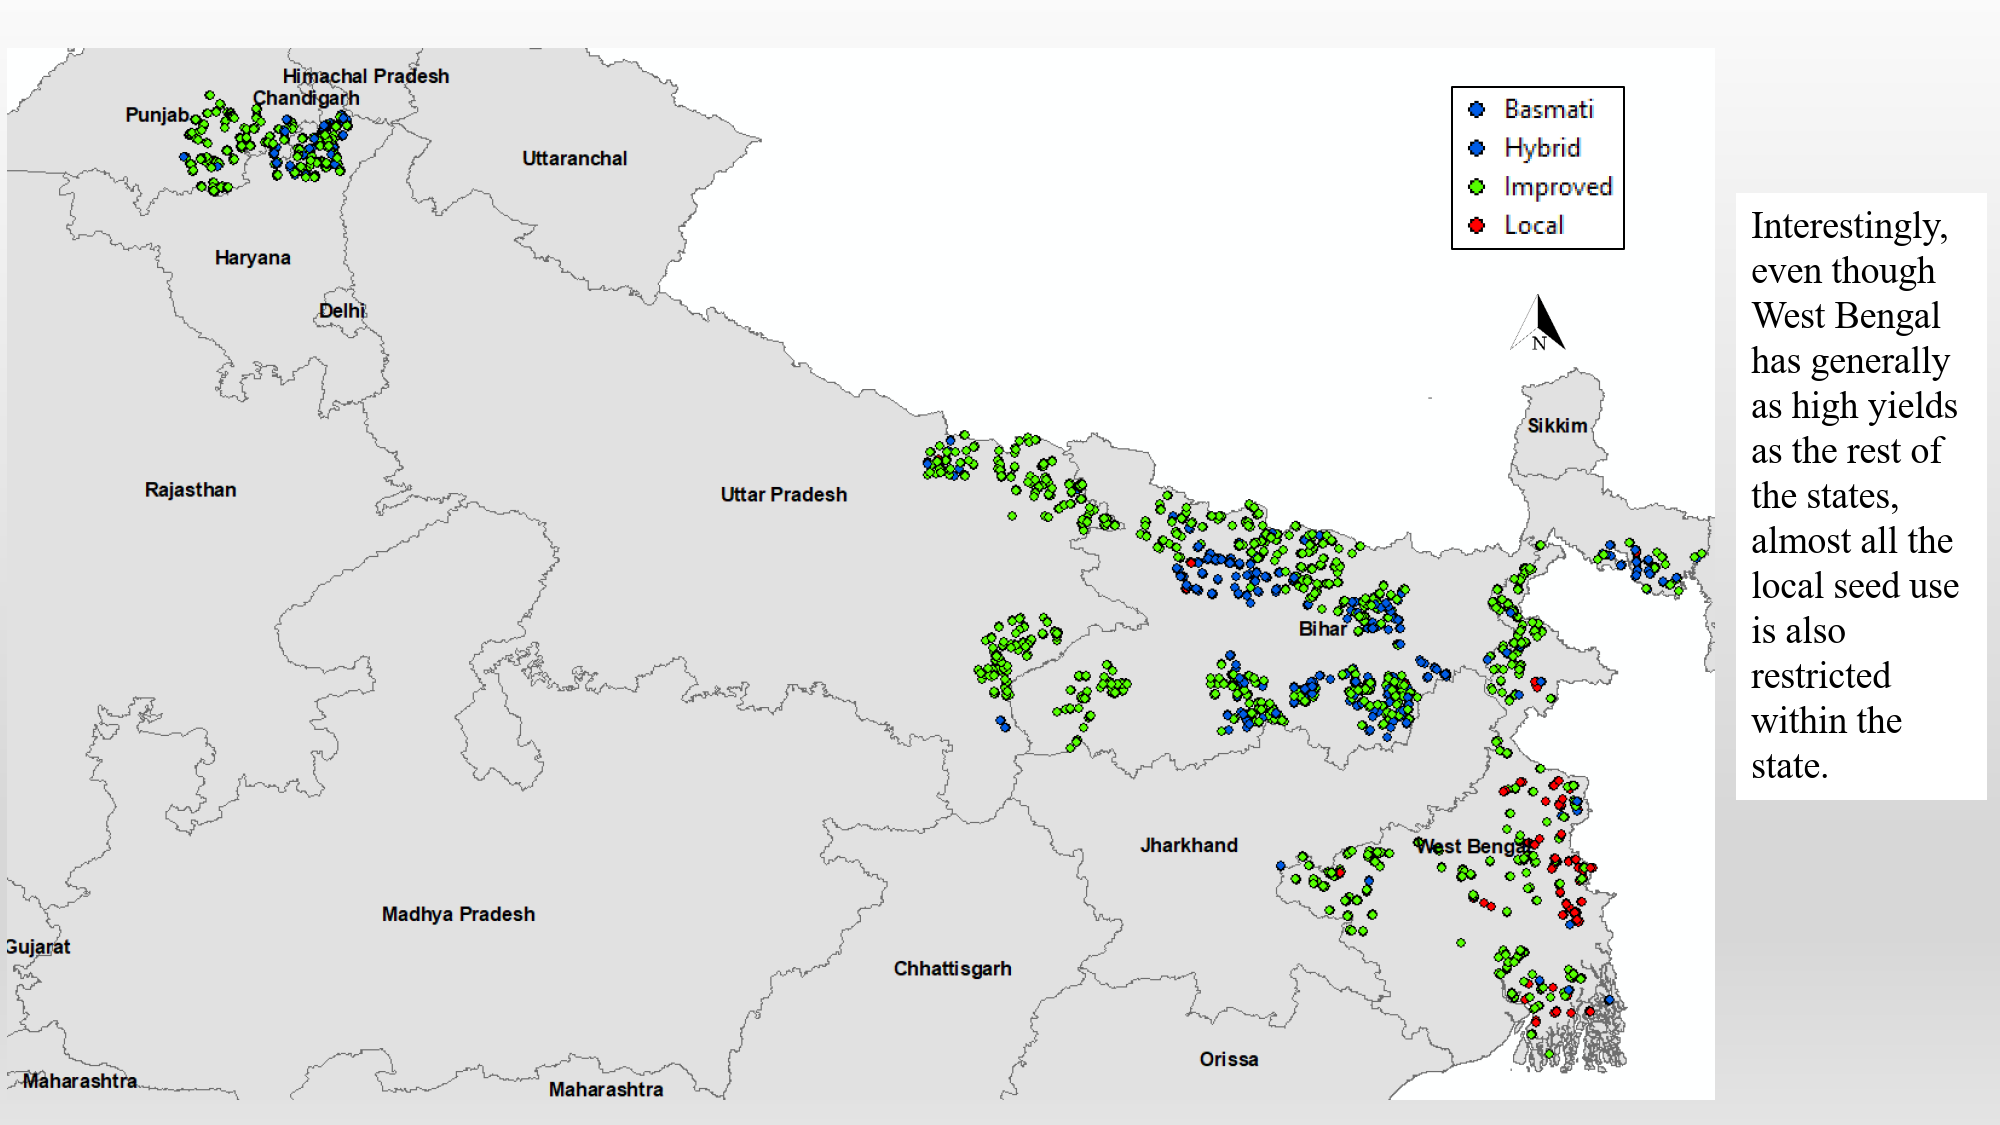 Himachal Pradesh
Chandigarh
Punjab
Uttaranchal
Haryana
Delhi
Rajasthan
Uttar Pradesh
Sikkim
Bihar
Jharkhand
West Bengal
Madhya Pradesh
Gujarat
Chhattisgarh
Orissa
Maharashtra
Maharashtra
Basmati
Hybrid
Improved
Local
N
Interestingly,
even though
West Bengal
has generally
as high yields
as the rest of
the states,
almost all the
local seed use
is also
restricted
within the
state.